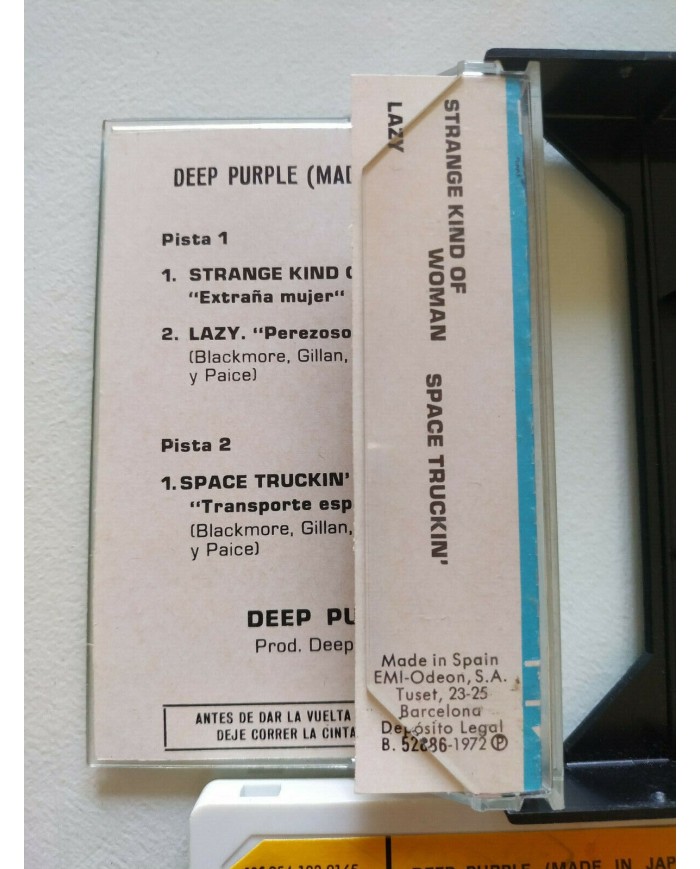 DEEP PURPLE (MAD
Pista 1
1. STRANGE KIND O
"Extraña mujer"
2. LAZY. "Perezoso
(Blackmore, Gillan,
y Paice)
Pista 2
1. SPACE TRUCKIN'
"Transporte esp
(Blackmore, Gillan,
y Paice)
DEEP PU
Prod. Deep
ANTES DE DAR LA VUELTA
DEJE CORRER LA CINTA
STRANGE KIND OF
WOMAN SPACE TRUCKIN'
LAZY
Made in Spain
EMI-Odeon, S.A.
Tuset, 23-25
Barcelona
Depósito Legal
B. 52886-1972 Ⓟ
DEEP PURPLE (MADE IN JAP